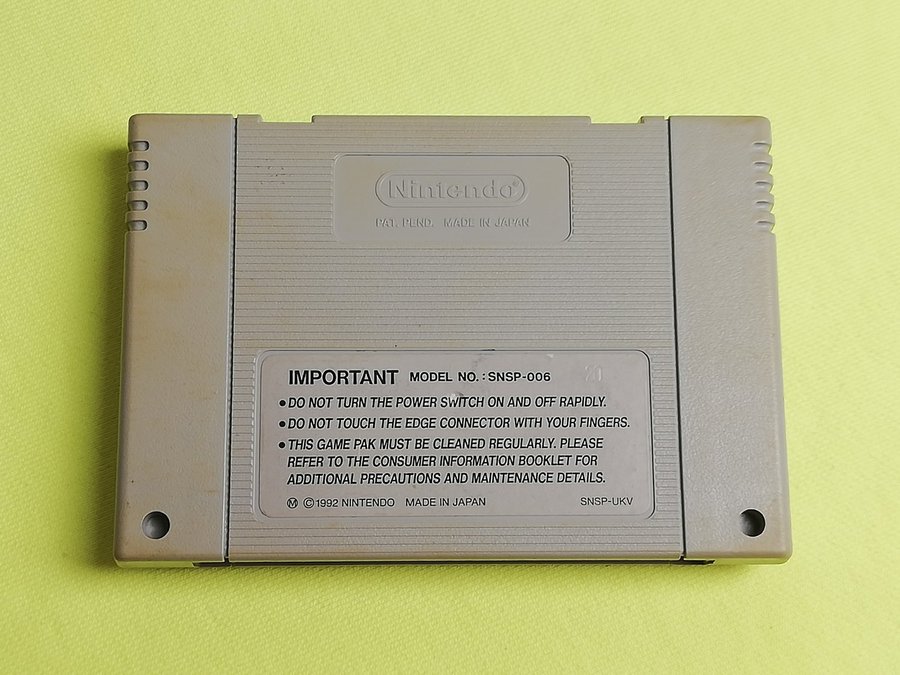 Nintendo®
PAT. PEND. MADE IN JAPAN
IMPORTANT MODEL NO.:SNSP-006
●DO NOT TURN THE POWER SWITCH ON AND OFF RAPIDLY.
●DO NOT TOUCH THE EDGE CONNECTOR WITH YOUR FINGERS.
●THIS GAME PAK MUST BE CLEANED REGULARLY. PLEASE
REFER TO THE CONSUMER INFORMATION BOOKLET FOR
ADDITIONAL PRECAUTIONS AND MAINTENANCE DETAILS.
Ⓜ ©1992 NINTENDO MADE IN JAPAN SNSP-UKV